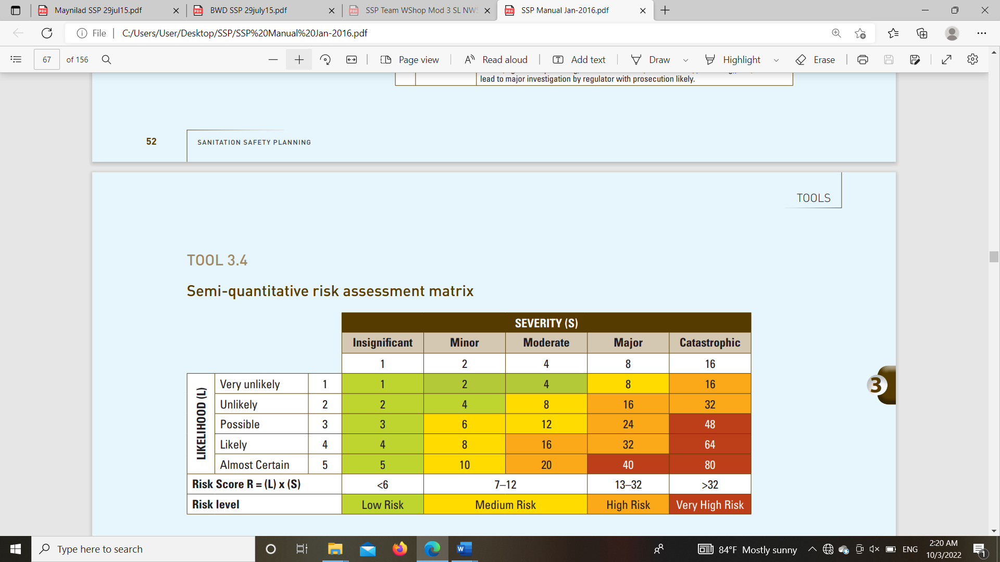 Maynilad SSP 29jul15.pdf
BWD SSP 29july15.pdf
SSP Team WShop Mod 3 SL NWS
SSP Manual Jan-2016.pdf
File
C:/Users/User/Desktop/SSP/SSP%20Manual%20Jan-2016.pdf
67 of 156
Page view
Read aloud
Add text
Draw
Highlight
Erase
lead to major investigation by regulator with prosecution likely.
52 SANITATION SAFETY PLANNING
TOOLS
TOOL 3.4
Semi-quantitative risk assessment matrix
SEVERITY (S)
Insignificant Minor Moderate Major Catastrophic
1 2 4 8 16
LIKELIHOOD (L)
Very unlikely 1 1 2 4 8 16
Unlikely 2 2 4 8 16 32
Possible 3 3 6 12 24 48
Likely 4 4 8 16 32 64
Almost Certain 5 5 10 20 40 80
Risk Score R = (L) x (S) <6 7–12 13–32 >32
Risk level Low Risk Medium Risk High Risk Very High Risk
3
Type here to search
84°F Mostly sunny
ENG
2:20 AM
10/3/2022
1